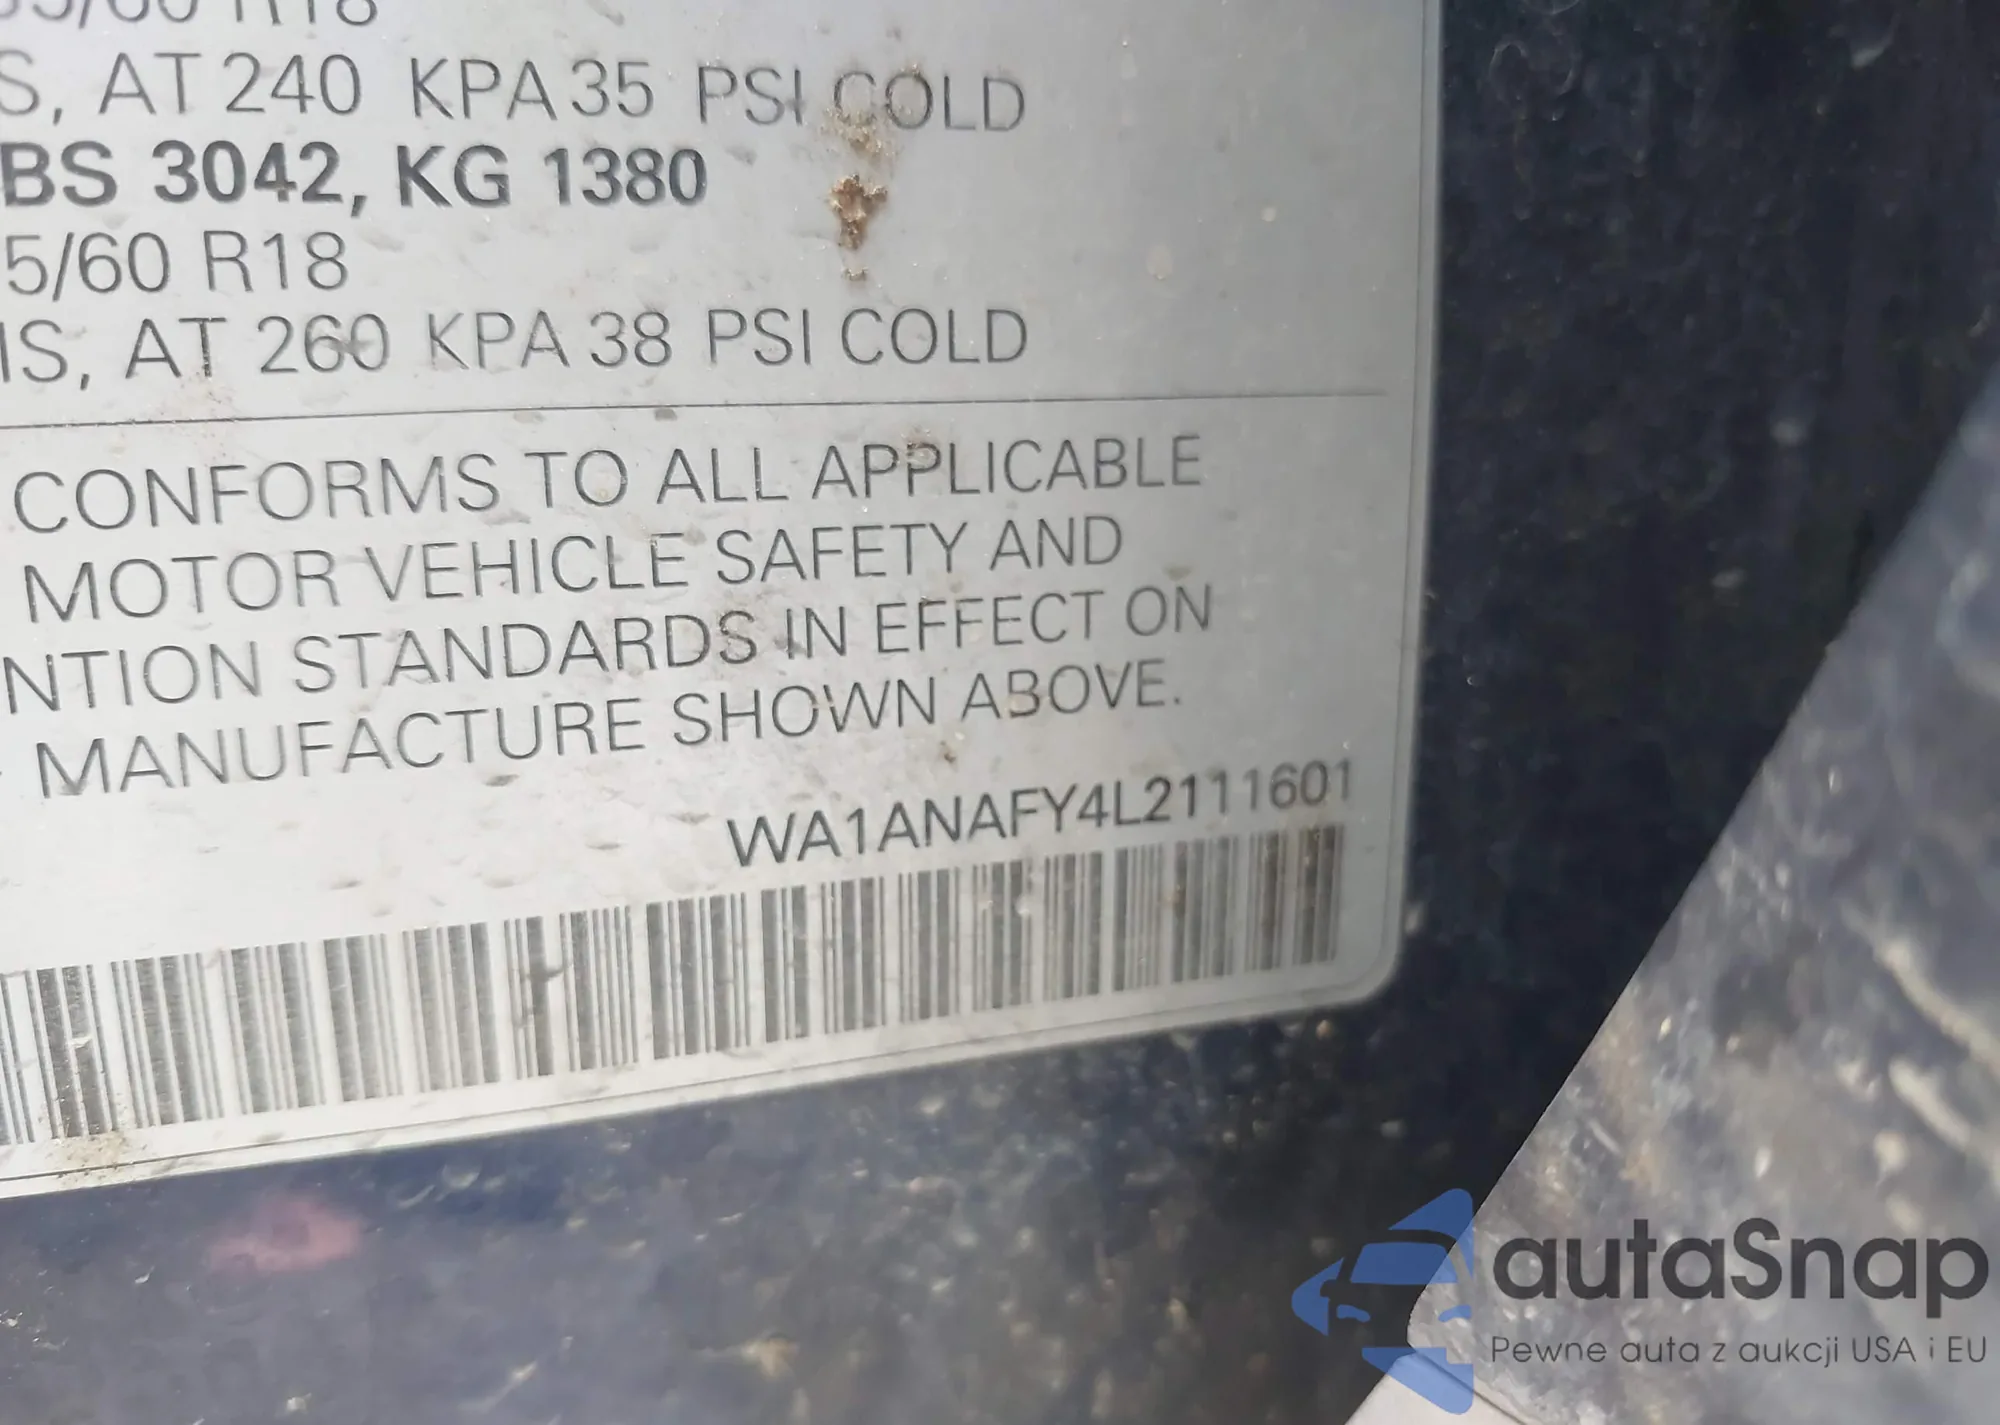 R18
S, AT 240 KPA 35 PSI COLD
BS 3042, KG 1380
5/60 R18
IS, AT 260 KPA 38 PSI COLD
CONFORMS TO ALL APPLICABLE
MOTOR VEHICLE SAFETY AND
NTION STANDARDS IN EFFECT ON
MANUFACTURE SHOWN ABOVE.
WA1ANAFY4L2111601
autaSnap
Pewne auta z aukcji USA i EU